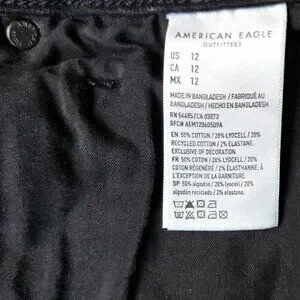 AMERICAN EAGLE
OUTFITTERS
US 12
CA 12
MX 12
MADE IN BANGLADESH / FABRIQUÉ AU
BANGLADESH / HECHO EN BANGLADESH
RN 54485/CA 03873
RFC# AEM1206059A
EN: 50% COTTON / 28% LYOCELL / 20%
RECYCLED COTTON / 2% ELASTANE.
EXCLUSIVE OF DECORATION.
FR: 50% COTON / 28% LYOCELL / 20%
COTON RÉGÉNÉRÉ / 2% ÉLASTHANNE. À
L'EXCEPTION DE LA GARNITURE.
SP: 50% algodón / 28% lyocell / 20%
algodón reciclado / 2% elastano.